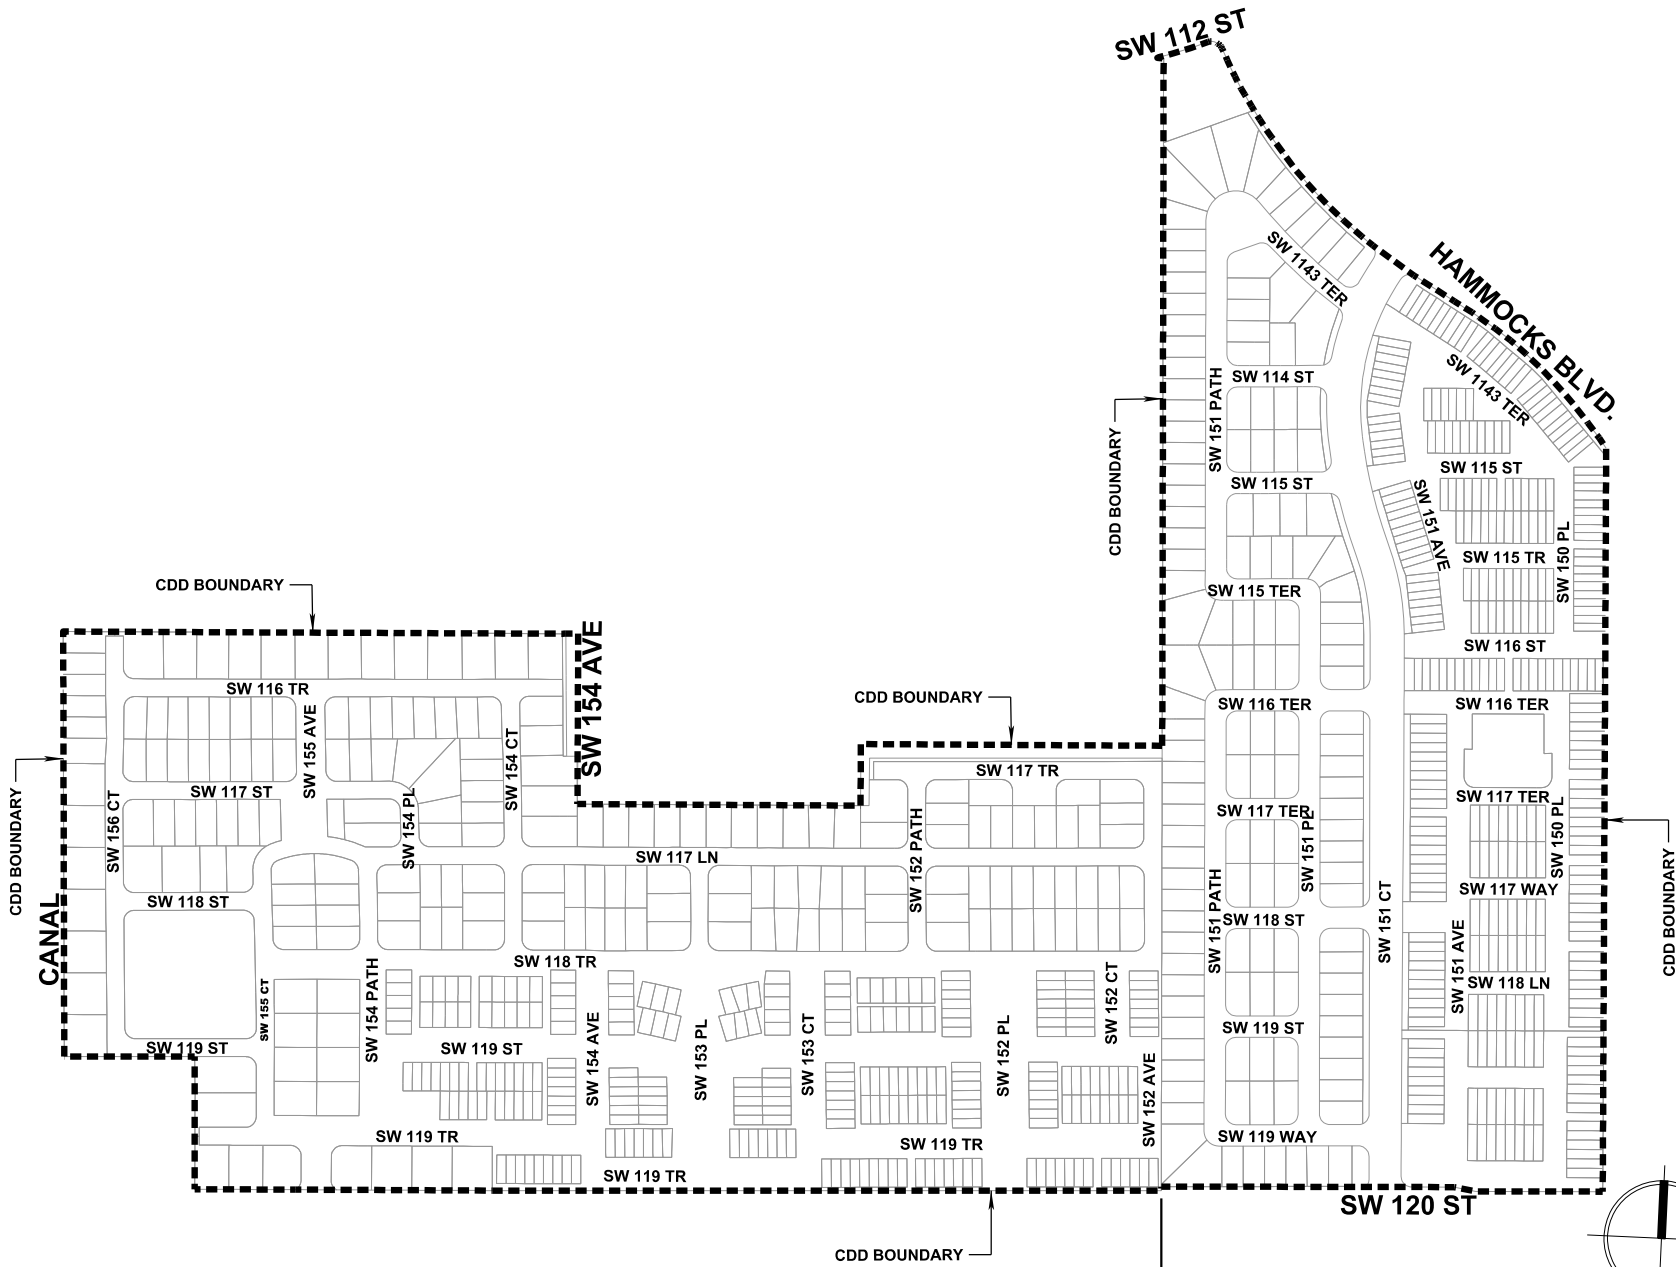 SW 112 ST
HAMMOCKS BLVD.
SW 1143 TER
SW 1143 TER
SW 114 ST
SW 151 PATH
CDD BOUNDARY
SW 115 ST
SW 115 ST
SW 151 AVE
SW 115 TR
SW 150 PL
SW 115 TER
SW 116 ST
CDD BOUNDARY
SW 154 AVE
SW 116 TR
SW 155 AVE
SW 154 CT
CDD BOUNDARY
SW 116 TER
SW 116 TER
SW 117 TR
SW 117 ST
SW 156 CT
SW 154 PL
CDD BOUNDARY
SW 117 TER
SW 117 TER
SW 151 PL
SW 150 PL
SW 117 LN
SW 152 PATH
SW 151 PATH
SW 151 CT
SW 117 WAY
CDD BOUNDARY
CANAL
SW 118 ST
SW 118 ST
SW 118 TR
SW 151 AVE
SW 118 LN
SW 155 CT
SW 154 PATH
SW 152 CT
SW 119 ST
SW 119 ST
SW 119 ST
SW 154 AVE
SW 153 PL
SW 153 CT
SW 152 PL
SW 152 AVE
SW 119 TR
SW 119 TR
SW 119 WAY
SW 119 TR
SW 120 ST
CDD BOUNDARY